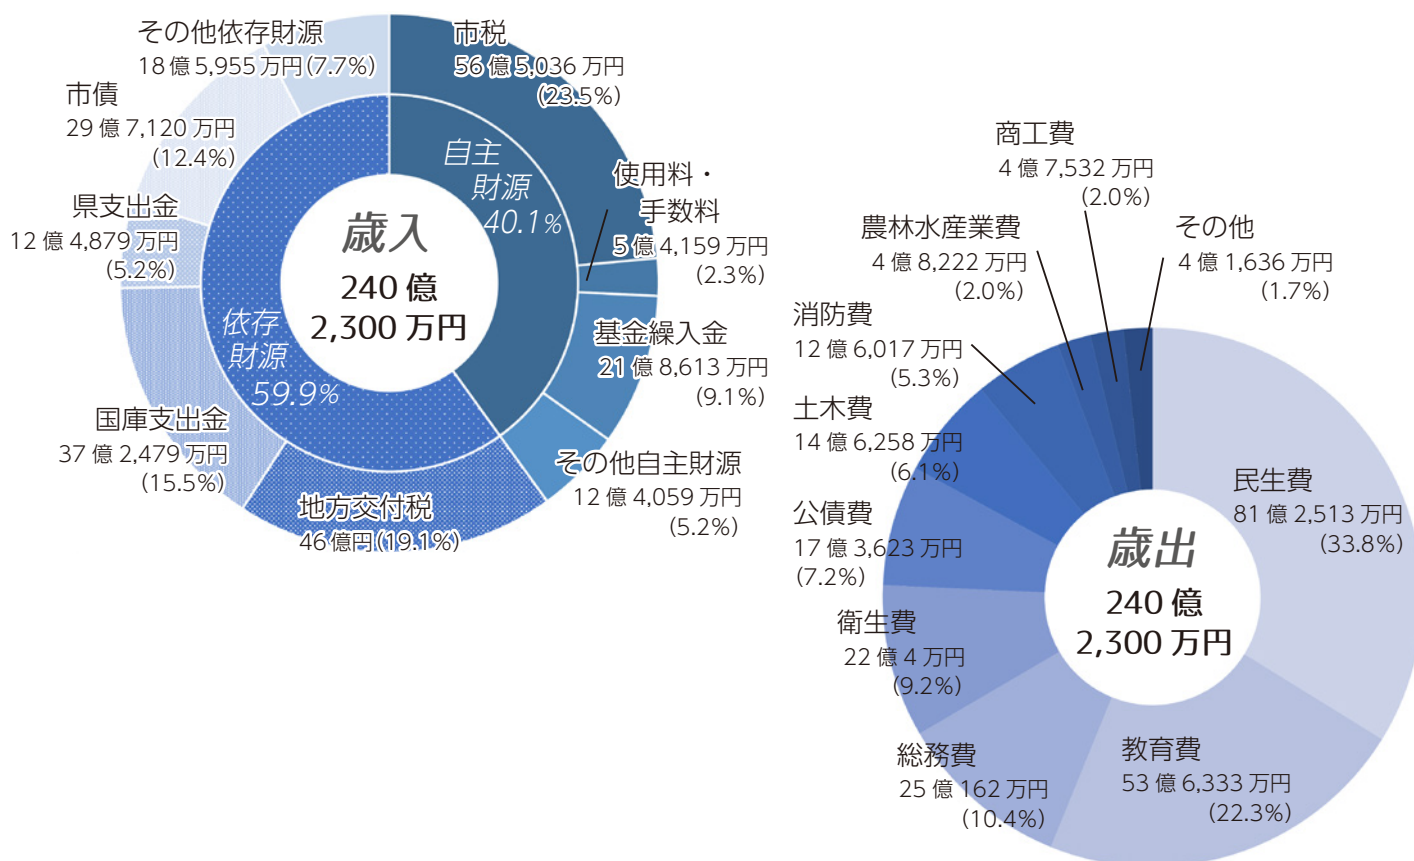 その他依存財源
18億5,955万円(7.7%)
市債
29億7,120万円
(12.4%)
県支出金
12億4,879万円
(5.2%)
国庫支出金
37億2,479万円
(15.5%)
地方交付税
46億円(19.1%)
市税
56億5,036万円
(23.5%)
使用料・
手数料
5億4,159万円
(2.3%)
基金繰入金
21億8,613万円
(9.1%)
その他自主財源
12億4,059万円
(5.2%)
自主
財源
40.1%
依存
財源
59.9%
歳入
240億
2,300万円
商工費
4億7,532万円
(2.0%)
その他
4億1,636万円
(1.7%)
農林水産業費
4億8,222万円
(2.0%)
消防費
12億6,017万円
(5.3%)
土木費
14億6,258万円
(6.1%)
公債費
17億3,623万円
(7.2%)
衛生費
22億4万円
(9.2%)
総務費
25億162万円
(10.4%)
教育費
53億6,333万円
(22.3%)
民生費
81億2,513万円
(33.8%)
歳出
240億
2,300万円